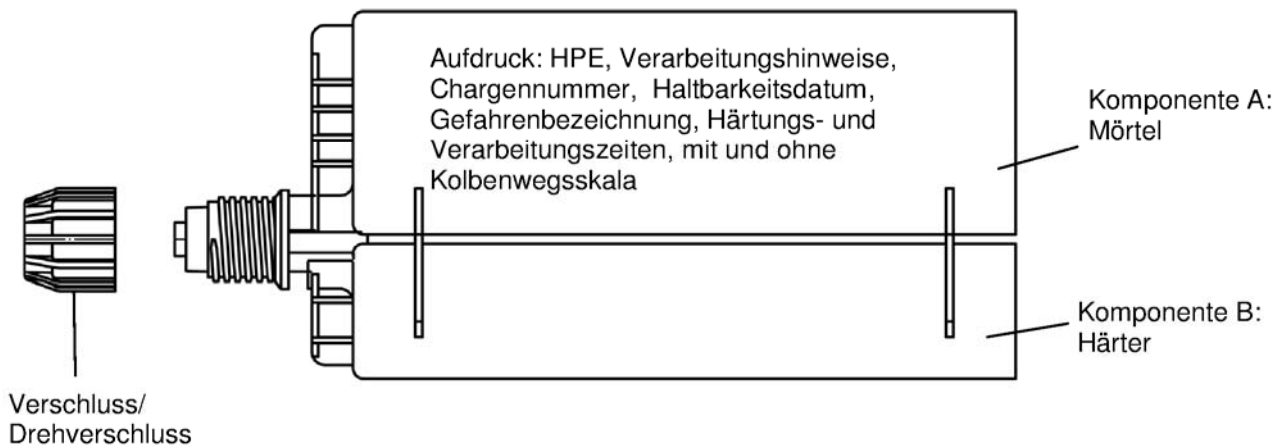 Aufdruck: HPE, Verarbeitungshinweise,
Chargennummer, Haltbarkeitsdatum,
Gefahrenbezeichnung, Härtungs- und
Verarbeitungszeiten, mit und ohne
Kolbenwegsskala
Komponente A:
Mörtel
Komponente B:
Härter
Verschluss/
Drehverschluss